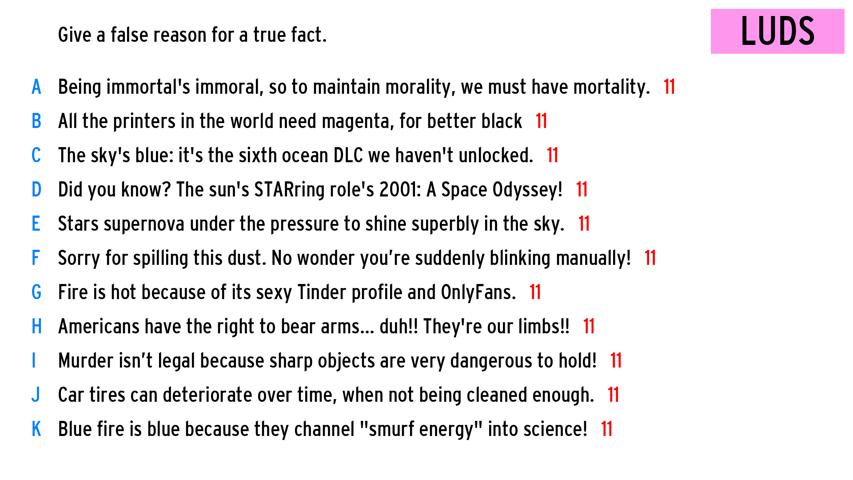 Give a false reason for a true fact.
LUDS
A Being immortal's immoral, so to maintain morality, we must have mortality. 11
B All the printers in the world need magenta, for better black 11
C The sky's blue: it's the sixth ocean DLC we haven't unlocked. 11
D Did you know? The sun's STARring role's 2001: A Space Odyssey! 11
E Stars supernova under the pressure to shine superbly in the sky. 11
F Sorry for spilling this dust. No wonder you’re suddenly blinking manually! 11
G Fire is hot because of its sexy Tinder profile and OnlyFans. 11
H Americans have the right to bear arms... duh!! They're our limbs!! 11
I Murder isn’t legal because sharp objects are very dangerous to hold! 11
J Car tires can deteriorate over time, when not being cleaned enough. 11
K Blue fire is blue because they channel "smurf energy" into science! 11